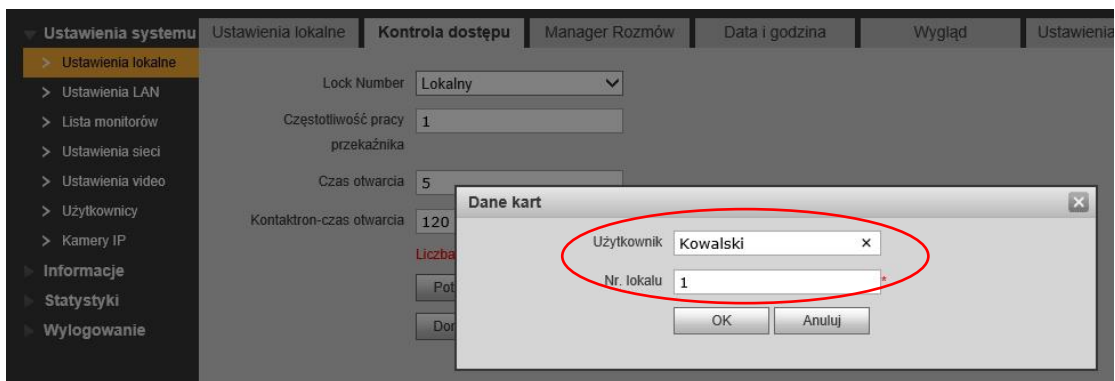 Ustawienia systemu
Ustawienia lokalne
Ustawienia LAN
Lista monitorów
Ustawienia sieci
Ustawienia video
Użytkownicy
Kamery IP
Informacje
Statystyki
Wylogowanie
Ustawienia lokalne Kontrola dostępu Manager Rozmów Data i godzina Wygląd Ustawienia
Lock Number Lokalny
Częstotliwość pracy 1
przekaźnika
Czas otwarcia 5
Kontaktron-czas otwarcia 120
Liczba
Dane kart
Użytkownik Kowalski ×
Nr. lokalu 1 *
OK Anuluj